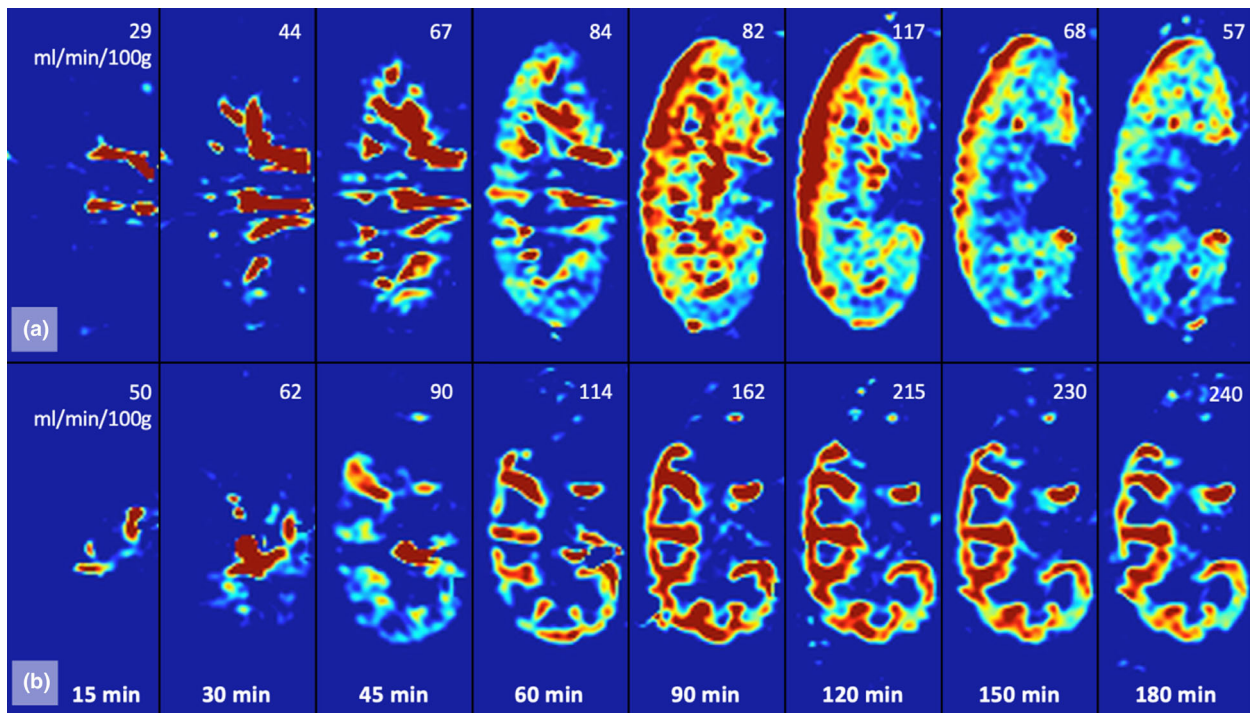 29 44 67 84 82 117 68 57
ml/min/100g
(a)
50 62 90 114 162 215 230 240
ml/min/100g
(b) 15 min 30 min 45 min 60 min 90 min 120 min 150 min 180 min